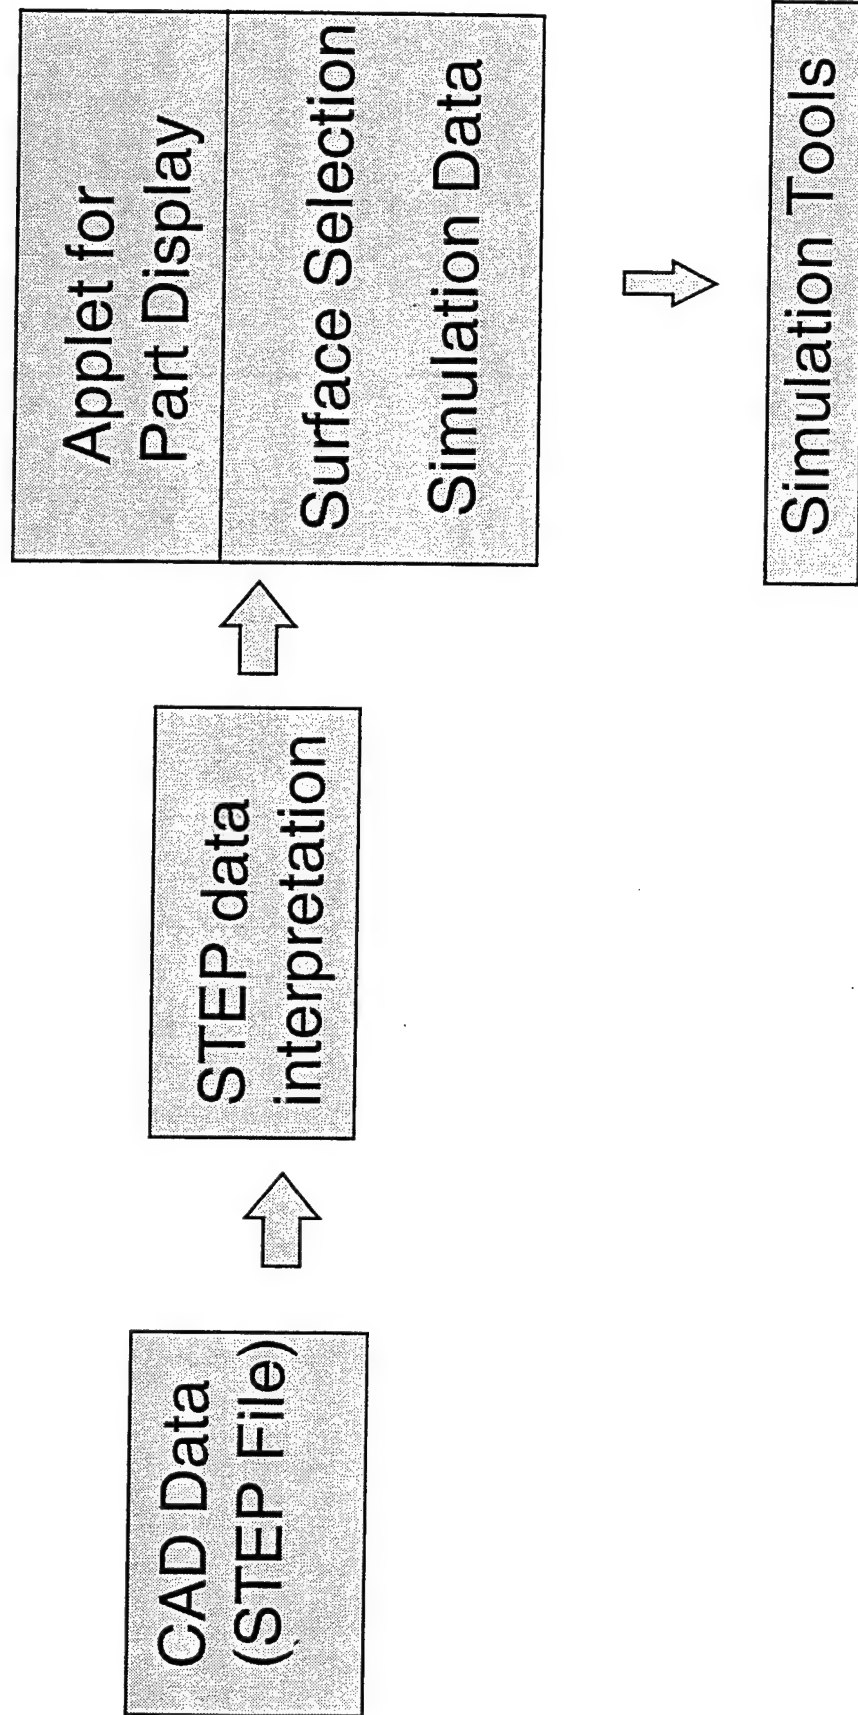 CAD Data
(STEP File)
STEP data
interpretation
Applet for
Part Display
Surface Selection
Simulation Data
Simulation Tools